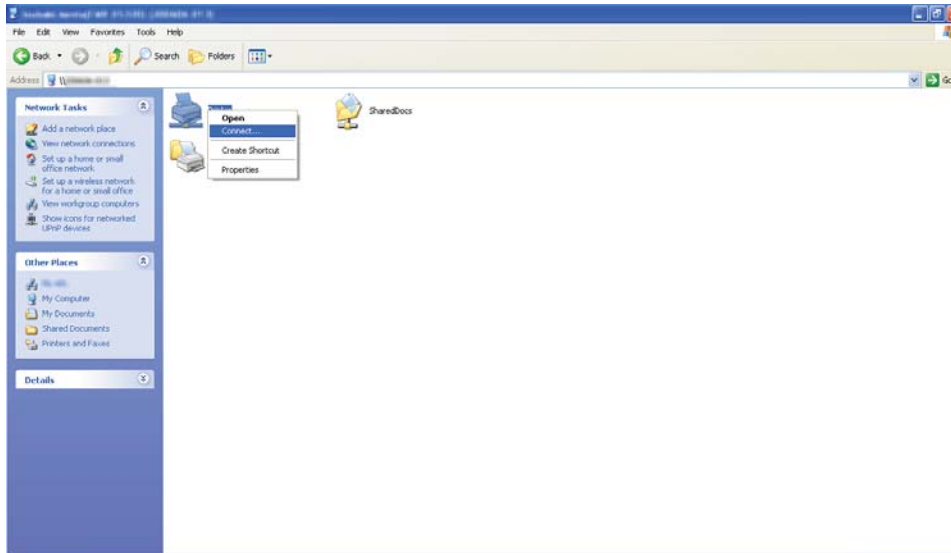 File Edit View Favorites Tools Help
Back Search Folders
Address \\
Network Tasks
Add a network place
View network connections
Set up a home or small
office network
Set up a wireless network
for a home or small office
View workgroup computers
Show icons for networked
UPnP devices
Other Places
My Computer
My Documents
Shared Documents
Printers and Faxes
Details
Open
Connect...
Create Shortcut
Properties
SharedDocs